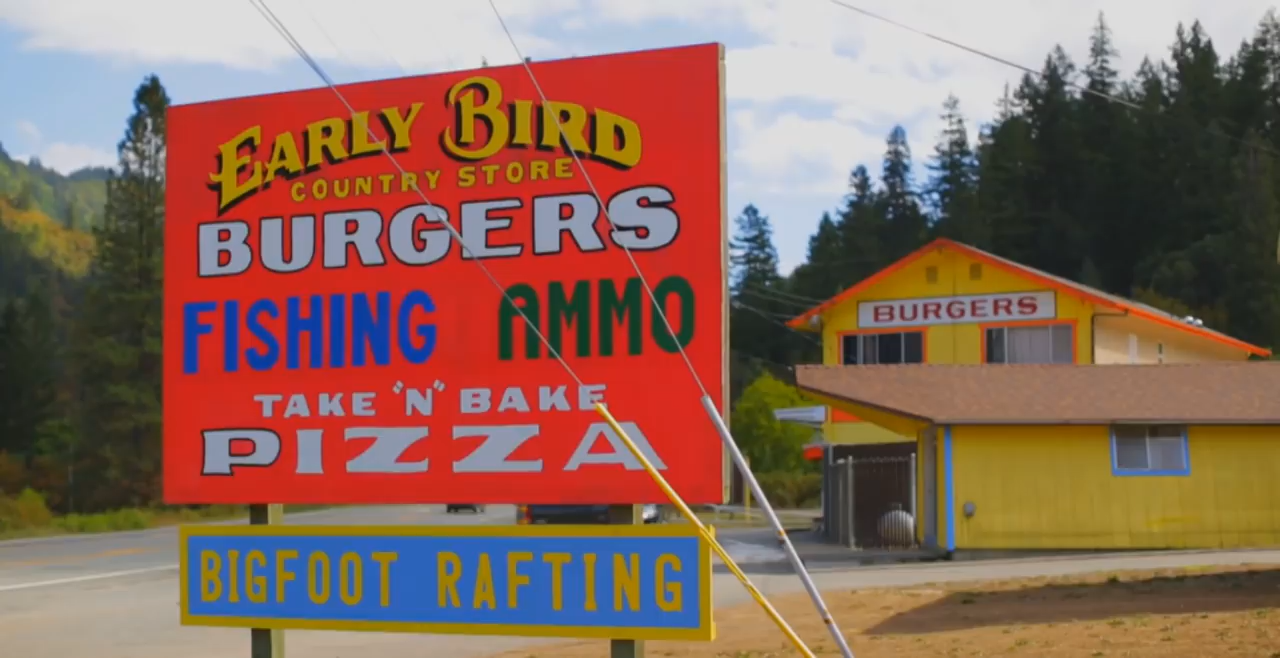 EARLY BIRD
COUNTRY STORE
BURGERS
FISHING AMMO
TAKE "N" BAKE
PIZZA
BIGFOOT RAFTING
BURGERS